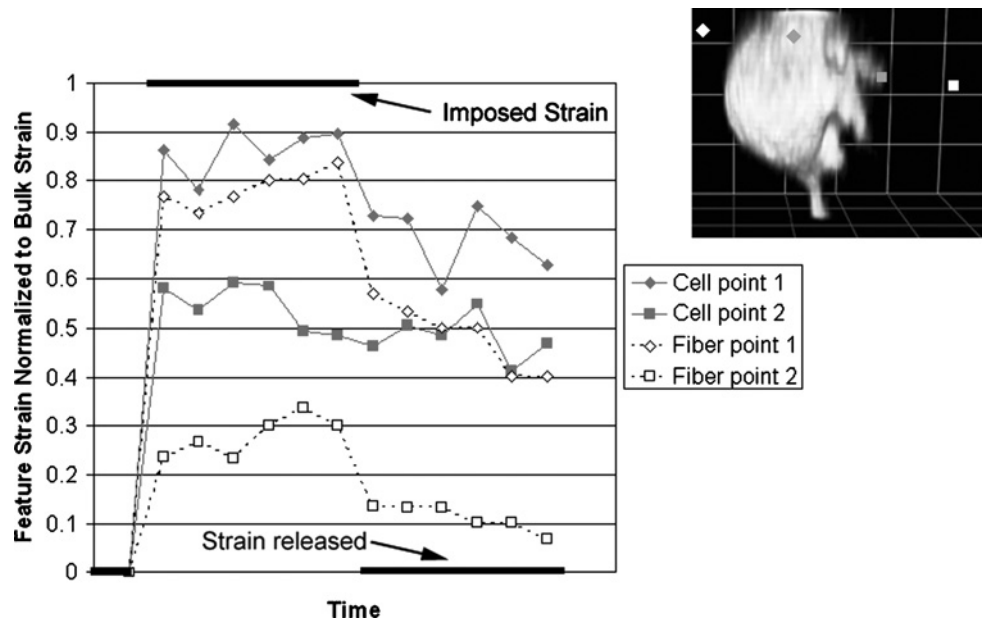 Feature Strain Normalized to Bulk Strain
1
0.9
0.8
0.7
0.6
0.5
0.4
0.3
0.2
0.1
0
Imposed Strain
Strain released
Time
Cell point 1
Cell point 2
Fiber point 1
Fiber point 2